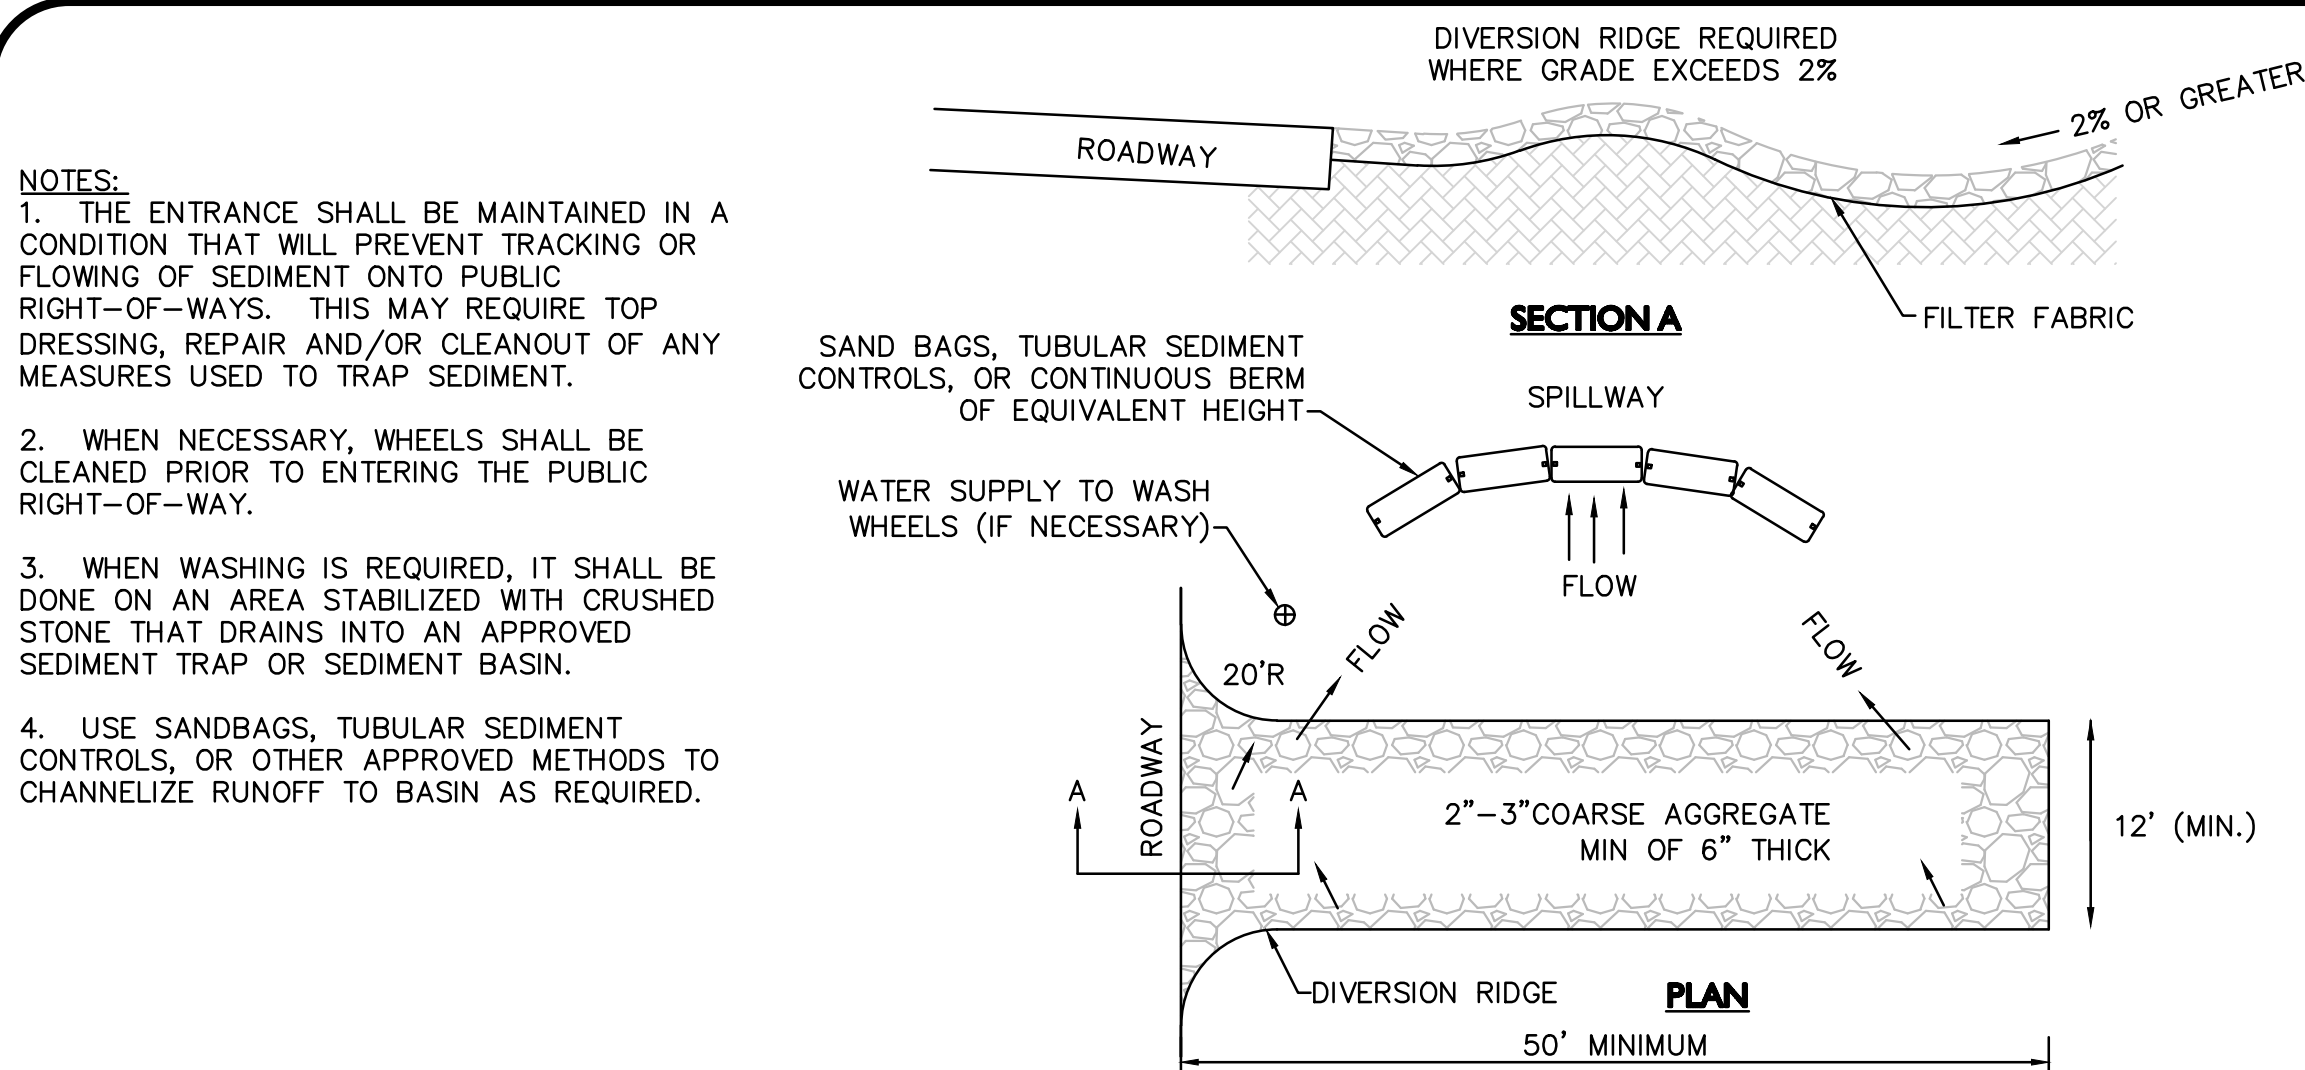 NOTES:
1. THE ENTRANCE SHALL BE MAINTAINED IN A
CONDITION THAT WILL PREVENT TRACKING OR
FLOWING OF SEDIMENT ONTO PUBLIC
RIGHT-OF-WAYS. THIS MAY REQUIRE TOP
DRESSING, REPAIR AND/OR CLEANOUT OF ANY
MEASURES USED TO TRAP SEDIMENT.
2. WHEN NECESSARY, WHEELS SHALL BE
CLEANED PRIOR TO ENTERING THE PUBLIC
RIGHT-OF-WAY.
3. WHEN WASHING IS REQUIRED, IT SHALL BE
DONE ON AN AREA STABILIZED WITH CRUSHED
STONE THAT DRAINS INTO AN APPROVED
SEDIMENT TRAP OR SEDIMENT BASIN.
4. USE SANDBAGS, TUBULAR SEDIMENT
CONTROLS, OR OTHER APPROVED METHODS TO
CHANNELIZE RUNOFF TO BASIN AS REQUIRED.
DIVERSION RIDGE REQUIRED
WHERE GRADE EXCEEDS 2%
2% OR GREATER
ROADWAY
FILTER FABRIC
SECTION A
SAND BAGS, TUBULAR SEDIMENT
CONTROLS, OR CONTINUOUS BERM
OF EQUIVALENT HEIGHT
SPILLWAY
WATER SUPPLY TO WASH
WHEELS (IF NECESSARY)
FLOW
FLOW
FLOW
20'R
ROADWAY
A
A
2"-3"COARSE AGGREGATE
MIN OF 6" THICK
12' (MIN.)
DIVERSION RIDGE
PLAN
50' MINIMUM